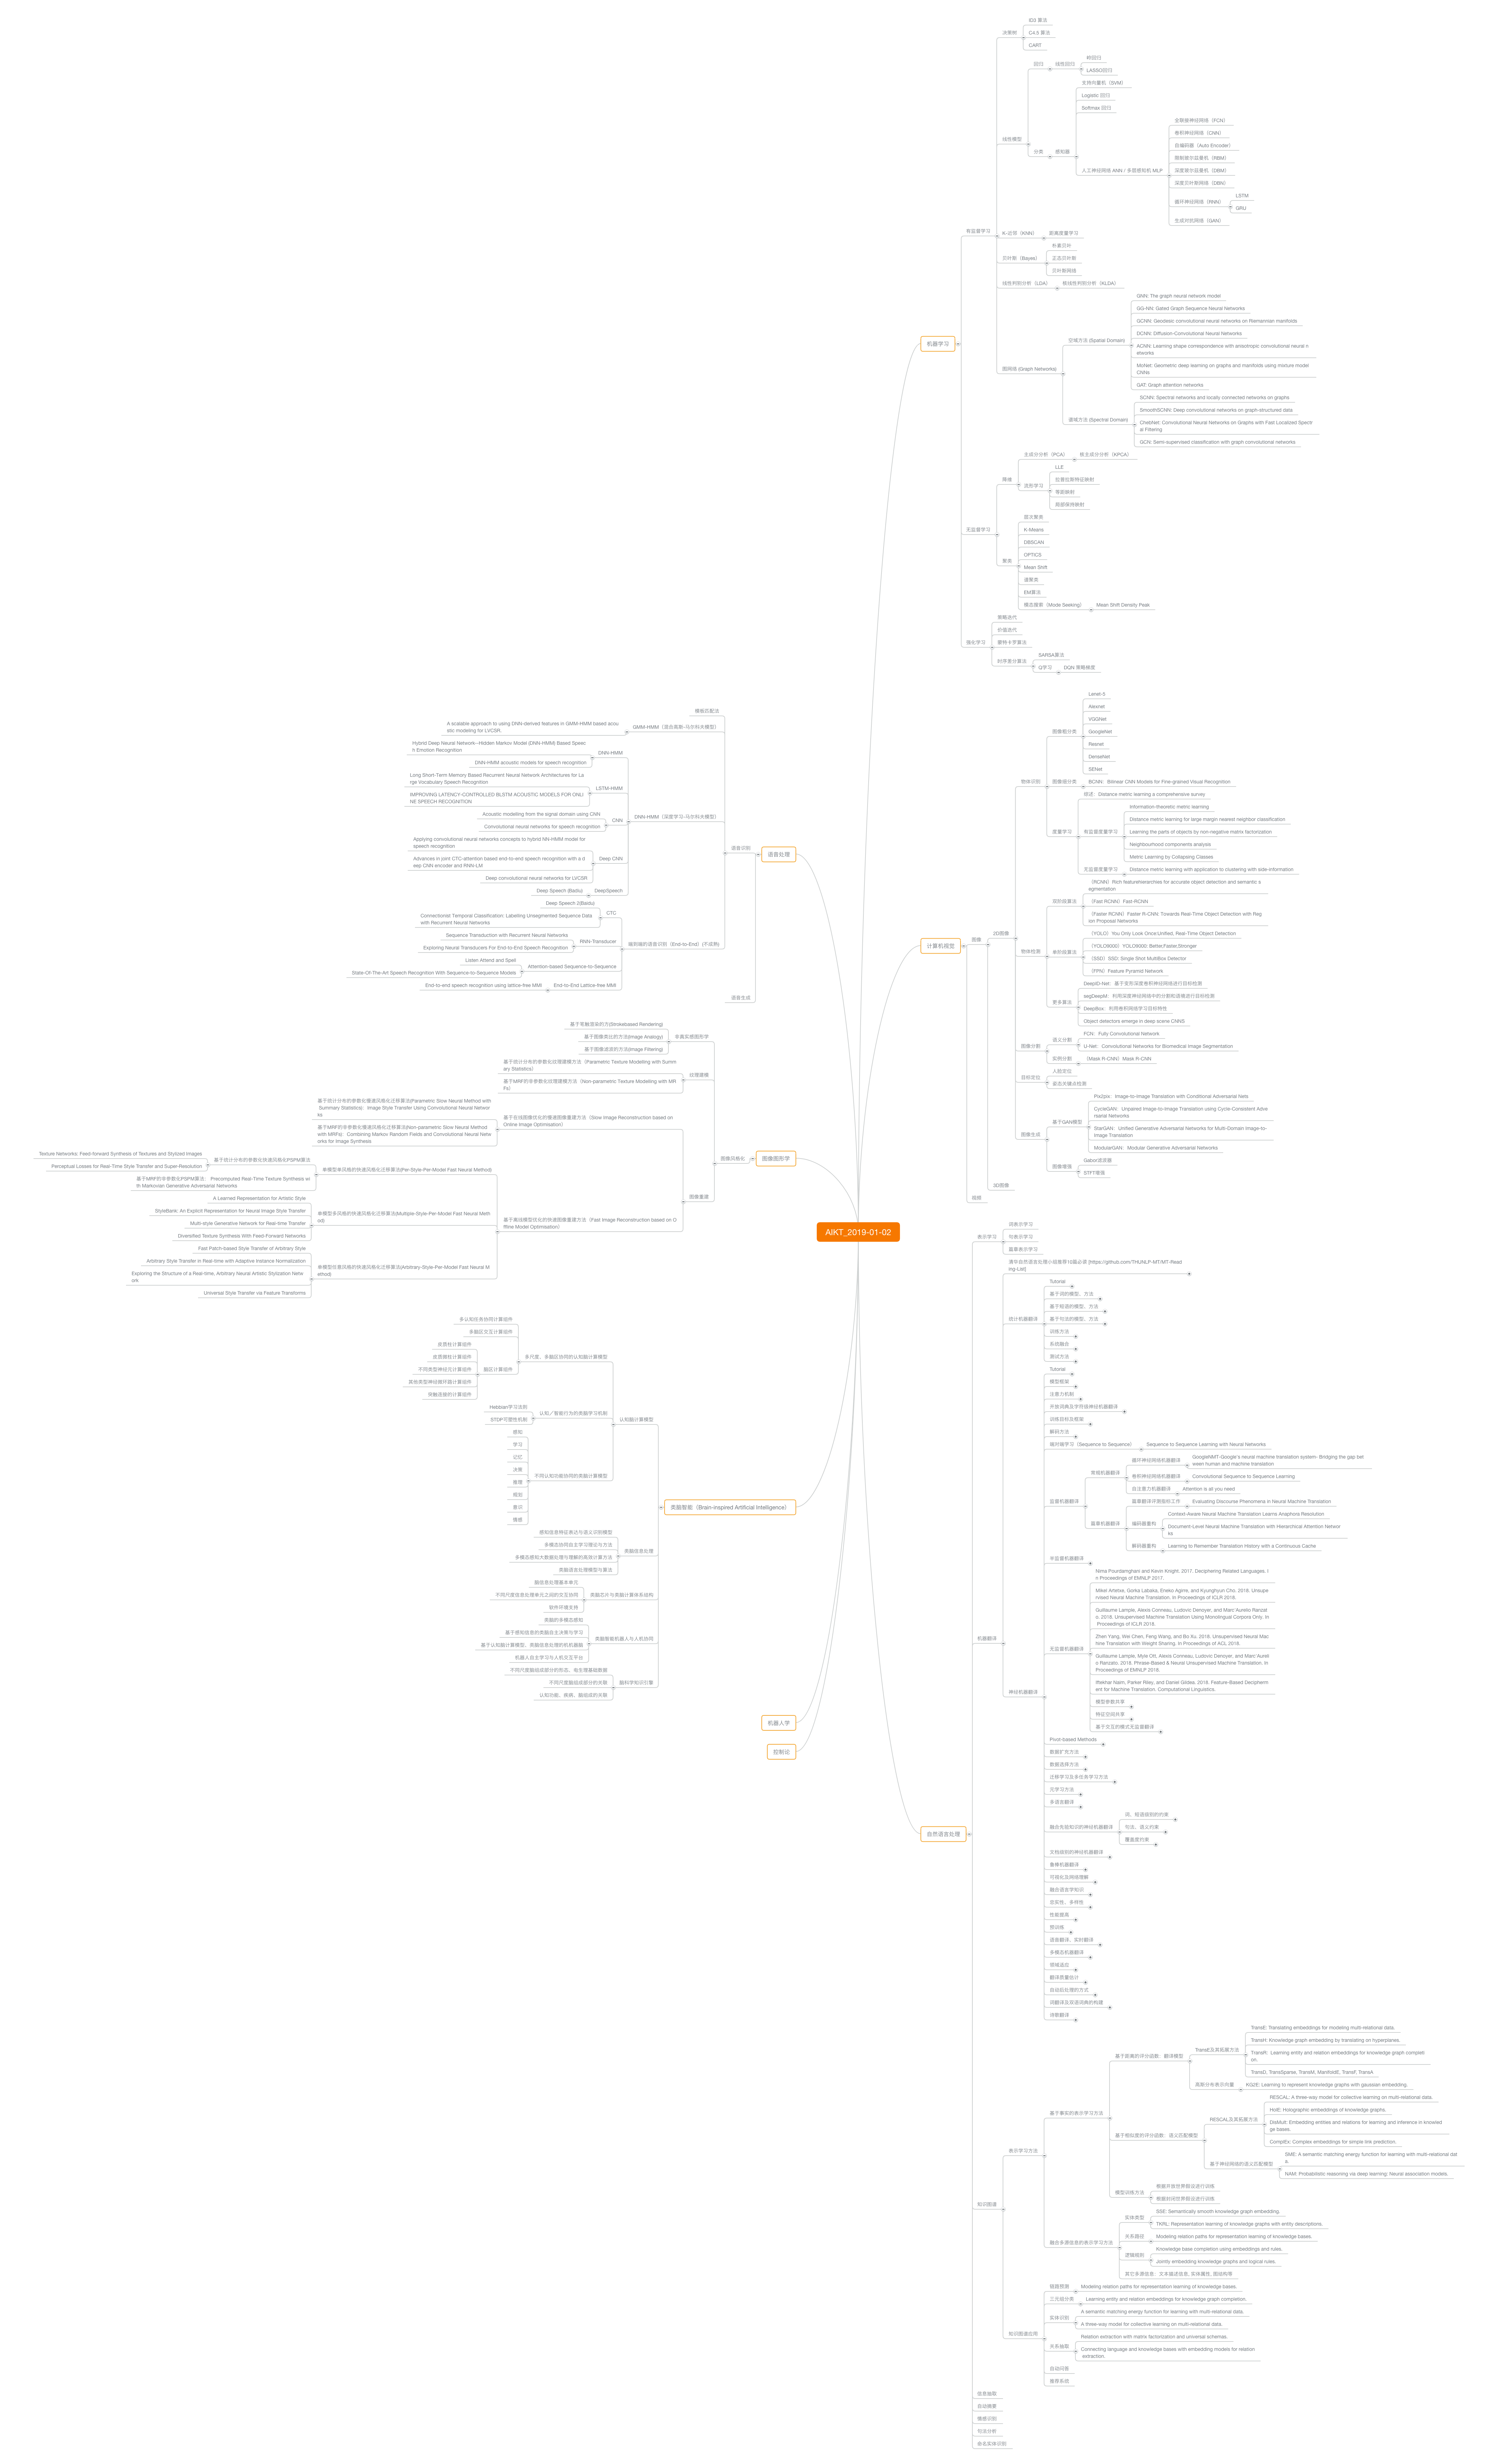 AIKT_2019-01-02
机器学习
有监督学习
决策树
ID3 算法
C4.5 算法
CART
线性模型
回归
线性回归
岭回归
LASSO回归
分类
感知器
支持向量机（SVM）
Logistic 回归
Softmax 回归
人工神经网络 ANN / 多层感知机 MLP
全联接神经网络（FCN）
卷积神经网络（CNN）
自编码器（Auto Encoder）
限制玻尔兹曼机（RBM）
深度玻尔兹曼机（DBM）
深度贝叶斯网络（DBN）
循环神经网络（RNN）
LSTM
GRU
生成对抗网络（GAN）
K-近邻（KNN）
距离度量学习
贝叶斯（Bayes）
朴素贝叶
正态贝叶斯
贝叶斯网络
线性判别分析（LDA）
核线性判别分析（KLDA）
图网络 (Graph Networks)
空域方法 (Spatial Domain)
GNN: The graph neural network model
GG-NN: Gated Graph Sequence Neural Networks
GCNN: Geodesic convolutional neural networks on Riemannian manifolds
DCNN: Diffusion-Convolutional Neural Networks
ACNN: Learning shape correspondence with anisotropic convolutional neural n
etworks
MoNet: Geometric deep learning on graphs and manifolds using mixture model
CNNs
GAT: Graph attention networks
谱域方法 (Spectral Domain)
SCNN: Spectral networks and locally connected networks on graphs
SmoothSCNN: Deep convolutional networks on graph-structured data
ChebNet: Convolutional Neural Networks on Graphs with Fast Localized Spectr
al Filtering
GCN: Semi-supervised classification with graph convolutional networks
无监督学习
降维
主成分分析（PCA）
核主成分分析（KPCA）
流形学习
LLE
拉普拉斯特征映射
等距映射
局部保持映射
聚类
层次聚类
K-Means
DBSCAN
OPTICS
Mean Shift
谱聚类
EM算法
模态搜索（Mode Seeking）
Mean Shift Density Peak
强化学习
策略迭代
价值迭代
蒙特卡罗算法
时序差分算法
SARSA算法
Q学习
DQN 策略梯度
计算机视觉
图像
2D图像
物体识别
图像粗分类
Lenet-5
Alexnet
VGGNet
GoogleNet
Resnet
DenseNet
SENet
图像细分类
BCNN：Bilinear CNN Models for Fine-grained Visual Recognition
度量学习
综述：Distance metric learning a comprehensive survey
有监督度量学习
Information-theoretic metric learning
Distance metric learning for large margin nearest neighbor classification
Learning the parts of objects by non-negative matrix factorization
Neighbourhood components analysis
Metric Learning by Collapsing Classes
无监督度量学习
Distance metric learning with application to clustering with side-information
物体检测
双阶段算法
（RCNN）Rich featurehierarchies for accurate object detection and semantic s
egmentation
（Fast RCNN）Fast-RCNN
（Faster RCNN）Faster R-CNN: Towards Real-Time Object Detection with Reg
ion Proposal Networks
单阶段算法
（YOLO）You Only Look Once:Unified, Real-Time Object Detection
（YOLO9000）YOLO9000: Better,Faster,Stronger
（SSD）SSD: Single Shot MultiBox Detector
（FPN）Feature Pyramid Network
更多算法
DeepID-Net：基于变形深度卷积神经网络进行目标检测
segDeepM：利用深度神经网络中的分割和语境进行目标检测
DeepBox：利用卷积网络学习目标特性
Object detectors emerge in deep scene CNNS
图像分割
语义分割
FCN：Fully Convolutional Network
U-Net：Convolutional Networks for Biomedical Image Segmentation
实例分割
（Mask R-CNN）Mask R-CNN
目标定位
人脸定位
姿态关键点检测
图像生成
基于GAN模型
Pix2pix：Image-to-Image Translation with Conditional Adversarial Nets
CycleGAN：Unpaired Image-to-Image Translation using Cycle-Consistent Adve
rsarial Networks
StarGAN：Unified Generative Adversarial Networks for Multi-Domain Image-to-
Image Translation
ModularGAN：Modular Generative Adversarial Networks
图像增强
Gabor滤波器
STFT增强
3D图像
视频
自然语言处理
表示学习
词表示学习
句表示学习
篇章表示学习
机器翻译
清华自然语言处理小组推荐10篇必读 [https://github.com/THUNLP-MT/MT-Readi
ng-List]
统计机器翻译
Tutorial
基于词的模型、方法
基于短语的模型、方法
基于句法的模型、方法
训练方法
系统融合
测试方法
神经机器翻译
Tutorial
模型框架
注意力机制
开放词典及字符级神经机器翻译
训练目标及框架
解码方法
端对端学习（Sequence to Sequence）
Sequence to Sequence Learning with Neural Networks
监督机器翻译
常规机器翻译
循环神经网络机器翻译
GoogleNMT-Google's neural machine translation system: Bridging the gap bet
ween human and machine translation
卷积神经网络机器翻译
Convolutional Sequence to Sequence Learning
自注意力机器翻译
Attention is all you need
篇章机器翻译
篇章翻译评测指标工作
Evaluating Discourse Phenomena in Neural Machine Translation
编码器重构
Context-Aware Neural Machine Translation Learns Anaphora Resolution
Document-Level Neural Machine Translation with Hierarchical Attention Networ
ks
解码器重构
Learning to Remember Translation History with a Continuous Cache
半监督机器翻译
无监督机器翻译
Nima Pourdamghani and Kevin Knight. 2017. Deciphering Related Languages. I
n Proceedings of EMNLP 2017.
Mikel Artetxe, Gorka Labaka, Eneko Agirre, and Kyunghyun Cho. 2018. Unsupe
rvised Neural Machine Translation. In Proceedings of ICLR 2018.
Guillaume Lample, Alexis Conneau, Ludovic Denoyer, and Marc'Aurelio Ranzat
o. 2018. Unsupervised Machine Translation Using Monolingual Corpora Only. In
Proceedings of ICLR 2018.
Zhen Yang, Wei Chen, Feng Wang, and Bo Xu. 2018. Unsupervised Neural Mac
hine Translation with Weight Sharing. In Proceedings of ACL 2018.
Guillaume Lample, Myle Ott, Alexis Conneau, Ludovic Denoyer, and Marc'Aureli
o Ranzato. 2018. Phrase-Based & Neural Unsupervised Machine Translation. In
Proceedings of EMNLP 2018.
Iftekhar Naim, Parker Riley, and Daniel Gildea. 2018. Feature-Based Decipherm
ent for Machine Translation. Computational Linguistics.
模型参数共享
特征空间共享
基于交互的模式无监督翻译
Pivot-based Methods
数据扩充方法
数据选择方法
迁移学习及多任务学习方法
元学习方法
多语言翻译
融合先验知识的神经机器翻译
词、短语级别的约束
句法、语义约束
覆盖度约束
文档级别的神经机器翻译
鲁棒机器翻译
可视化及网络理解
融合语言学知识
忠实性、多样性
性能提高
预训练
语音翻译、实时翻译
多模态机器翻译
领域适应
翻译质量估计
自动后处理的方式
词翻译及双语词典的构建
诗歌翻译
知识图谱
表示学习方法
基于事实的表示学习方法
基于距离的评分函数：翻译模型
TransE及其拓展方法
TransE: Translating embeddings for modeling multi-relational data.
TransH: Knowledge graph embedding by translating on hyperplanes.
TransR: Learning entity and relation embeddings for knowledge graph completi
on.
TransD, TransSparse, TransM, ManifoldE, TransF, TransA
高斯分布表示向量
KG2E: Learning to represent knowledge graphs with gaussian embedding.
基于相似度的评分函数：语义匹配模型
RESCAL及其拓展方法
RESCAL: A three-way model for collective learning on multi-relational data.
HolE: Holographic embeddings of knowledge graphs.
DisMult: Embedding entities and relations for learning and inference in knowled
ge bases.
ComplEx: Complex embeddings for simple link prediction.
基于神经网络的语义匹配模型
SME: A semantic matching energy function for learning with multi-relational dat
a.
NAM: Probabilistic reasoning via deep learning: Neural association models.
模型训练方法
根据开放世界假设进行训练
根据封闭世界假设进行训练
融合多源信息的表示学习方法
实体类型
SSE: Semantically smooth knowledge graph embedding.
TKRL: Representation learning of knowledge graphs with entity descriptions.
关系路径
Modeling relation paths for representation learning of knowledge bases.
逻辑规则
Knowledge base completion using embeddings and rules.
Jointly embedding knowledge graphs and logical rules.
其它多源信息：文本描述信息, 实体属性, 图结构等
知识图谱应用
链路预测
Modeling relation paths for representation learning of knowledge bases.
三元组分类
Learning entity and relation embeddings for knowledge graph completion.
实体识别
A semantic matching energy function for learning with multi-relational data.
A three-way model for collective learning on multi-relational data.
关系抽取
Relation extraction with matrix factorization and universal schemas.
Connecting language and knowledge bases with embedding models for relation
extraction.
自动问答
推荐系统
信息抽取
自动摘要
情感识别
句法分析
命名实体识别
语音处理
语音识别
模板匹配法
GMM-HMM（混合高斯-马尔科夫模型）
A scalable approach to using DNN-derived features in GMM-HMM based acou
stic modeling for LVCSR.
DNN-HMM（深度学习-马尔科夫模型）
DNN-HMM
Hybrid Deep Neural Network--Hidden Markov Model (DNN-HMM) Based Speec
h Emotion Recognition
DNN-HMM acoustic models for speech recognition
LSTM-HMM
Long Short-Term Memory Based Recurrent Neural Network Architectures for La
rge Vocabulary Speech Recognition
IMPROVING LATENCY-CONTROLLED BLSTM ACOUSTIC MODELS FOR ONLI
NE SPEECH RECOGNITION
CNN
Acoustic modelling from the signal domain using CNN
Convolutional neural networks for speech recognition
Deep CNN
Applying convolutional neural networks concepts to hybrid NN-HMM model for
speech recognition
Advances in joint CTC-attention based end-to-end speech recognition with a d
eep CNN encoder and RNN-LM
Deep convolutional neural networks for LVCSR
DeepSpeech
Deep Speech (Baidu)
端到端的语音识别（End-to-End）(不成熟)
CTC
Deep Speech 2(Baidu)
Connectionist Temporal Classification: Labelling Unsegmented Sequence Data
with Recurrent Neural Networks
RNN-Transducer
Sequence Transduction with Recurrent Neural Networks
Exploring Neural Transducers For End-to-End Speech Recognition
Attention-based Sequence-to-Sequence
Listen Attend and Spell
State-Of-The-Art Speech Recognition With Sequence-to-Sequence Models
End-to-End Lattice-free MMI
End-to-end speech recognition using lattice-free MMI
语音生成
图像图形学
图像风格化
非真实感图形学
基于笔触渲染的方(Strokebased Rendering)
基于图像类比的方法(Image Analogy)
基于图像滤波的方法(Image Filtering)
纹理建模
基于统计分布的参数化纹理建模方法（Parametric Texture Modelling with Summ
ary Statistics）
基于MRF的非参数化纹理建模方法（Non-parametric Texture Modelling with MR
Fs）
图像重建
基于在线图像优化的慢速图像重建方法（Slow Image Reconstruction based on
Online Image Optimisation）
基于统计分布的参数化慢速风格化迁移算法(Parametric Slow Neural Method with
Summary Statistics)：Image Style Transfer Using Convolutional Neural Networ
ks
基于MRF的非参数化慢速风格化迁移算法(Non-parametric Slow Neural Method
with MRFs)：Combining Markov Random Fields and Convolutional Neural Netw
orks for Image Synthesis
基于离线模型优化的快速图像重建方法（Fast Image Reconstruction based on O
ffline Model Optimisation）
单模型单风格的快速风格化迁移算法(Per-Style-Per-Model Fast Neural Method)
基于统计分布的参数化快速风格化PSPM算法
Texture Networks: Feed-forward Synthesis of Textures and Stylized Images
Perceptual Losses for Real-Time Style Transfer and Super-Resolution
基于MRF的非参数化PSPM算法： Precomputed Real-Time Texture Synthesis wi
th Markovian Generative Adversarial Networks
单模型多风格的快速风格化迁移算法(Multiple-Style-Per-Model Fast Neural Meth
od)
A Learned Representation for Artistic Style
StyleBank: An Explicit Representation for Neural Image Style Transfer
Multi-style Generative Network for Real-time Transfer
Diversified Texture Synthesis With Feed-Forward Networks
单模型任意风格的快速风格化迁移算法(Arbitrary-Style-Per-Model Fast Neural M
ethod)
Fast Patch-based Style Transfer of Arbitrary Style
Arbitrary Style Transfer in Real-time with Adaptive Instance Normalization
Exploring the Structure of a Real-time, Arbitrary Neural Artistic Stylization Netw
ork
Universal Style Transfer via Feature Transforms
类脑智能（Brain-inspired Artificial Intelligence）
认知脑计算模型
多尺度、多脑区协同的认知脑计算模型
多认知任务协同计算组件
多脑区交互计算组件
脑区计算组件
皮质柱计算组件
皮质微柱计算组件
不同类型神经元计算组件
其他类型神经微环路计算组件
突触连接的计算组件
认知／智能行为的类脑学习机制
Hebbian学习法则
STDP可塑性机制
不同认知功能协同的类脑计算模型
感知
学习
记忆
决策
推理
规划
意识
情感
类脑信息处理
感知信息特征表达与语义识别模型
多模态协同自主学习理论与方法
多模态感知大数据处理与理解的高效计算方法
类脑语言处理模型与算法
类脑芯片与类脑计算体系结构
脑信息处理基本单元
不同尺度信息处理单元之间的交互协同
软件环境支持
类脑智能机器人与人机协同
类脑的多模态感知
基于感知信息的类脑自主决策与学习
基于认知脑计算模型、类脑信息处理的机机器脑
机器人自主学习与人机交互平台
脑科学知识引擎
不同尺度脑组成部分的形态、电生理基础数据
不同尺度脑组成部分的关联
认知功能、疾病、脑组成的关联
机器人学
控制论